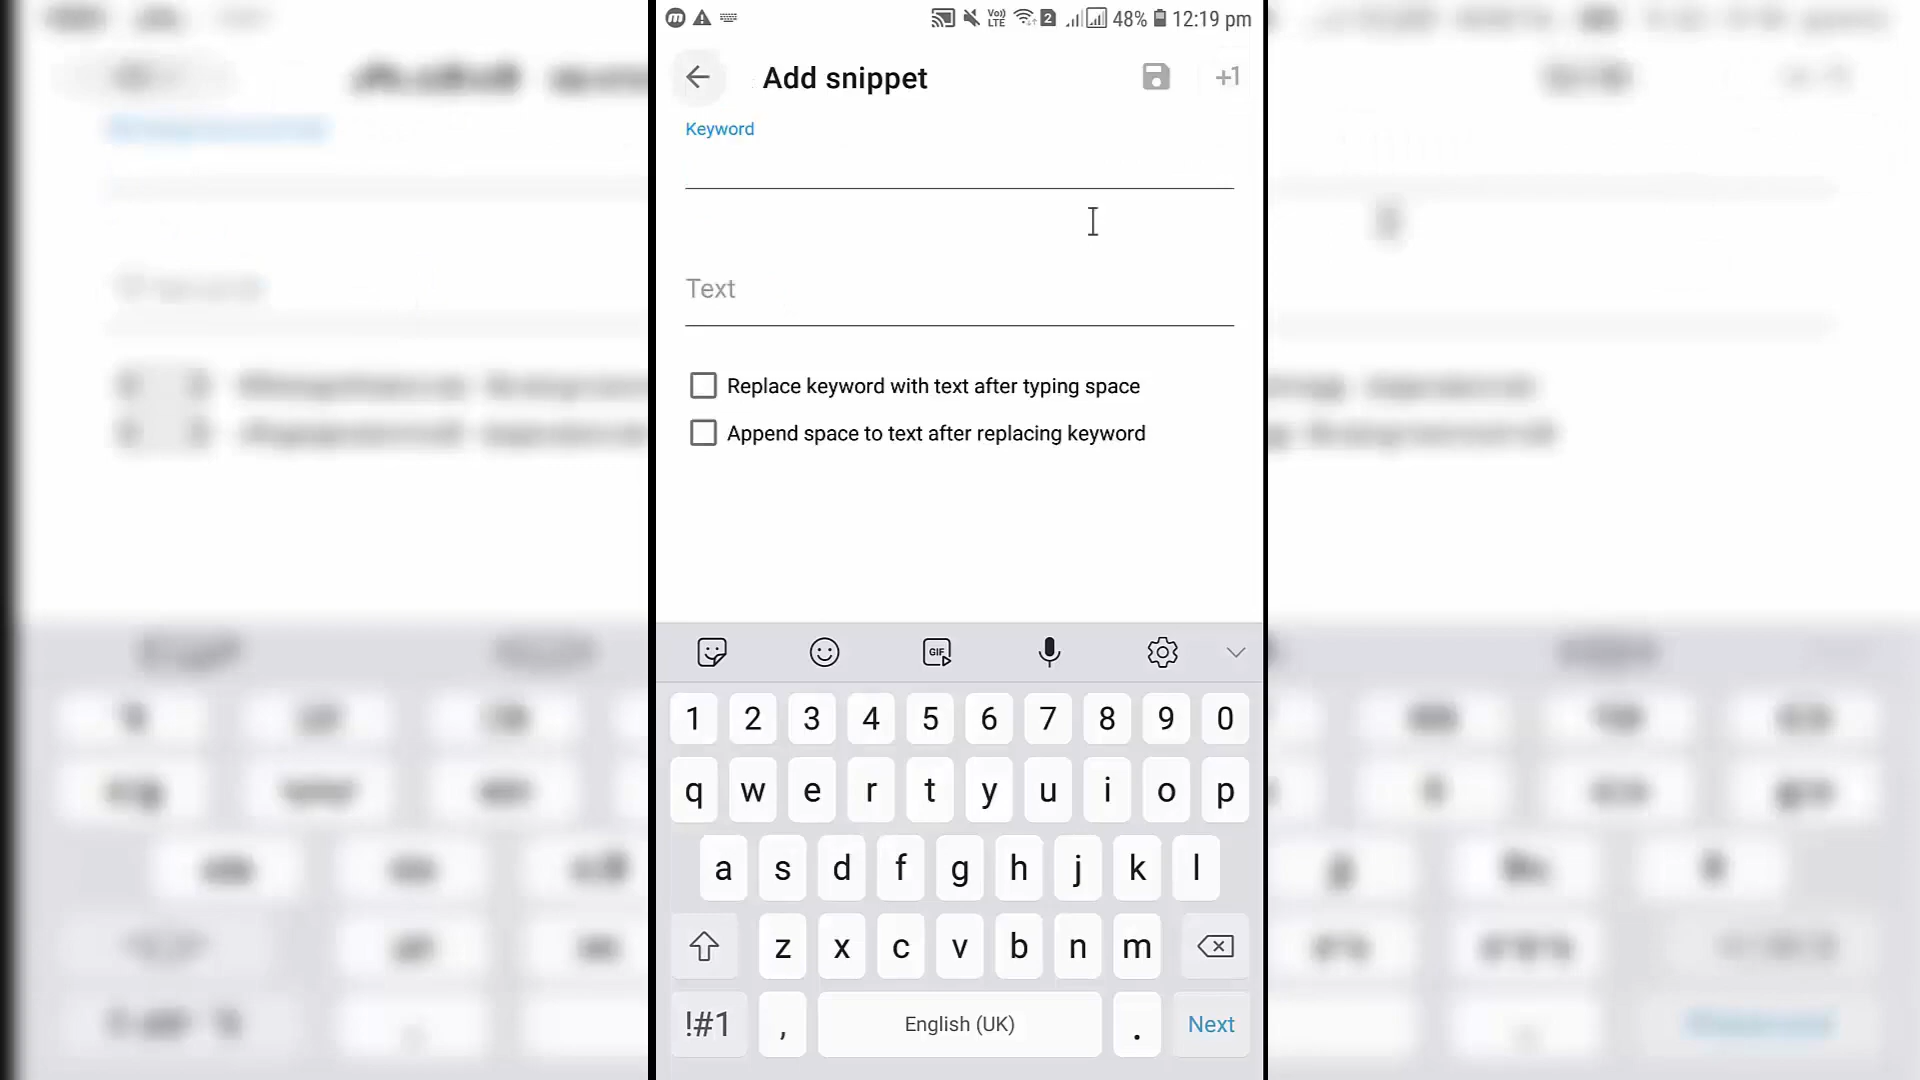 48% 12:19 pm
Add snippet +1
Keyword
Text
Replace keyword with text after typing space
Append space to text after replacing keyword
GIF
1 2 3 4 5 6 7 8 9 0
q w e r t y u i o p
a s d f g h j k l
z x c v b n m
!#1 , English (UK) . Next